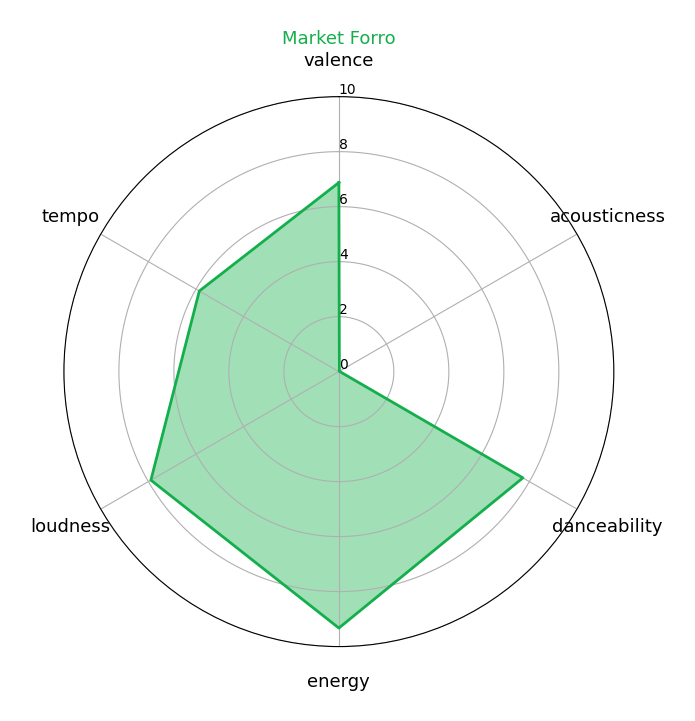 Market Forro
valence
10
8
tempo
acousticness
6
4
2
0
loudness
danceability
energy